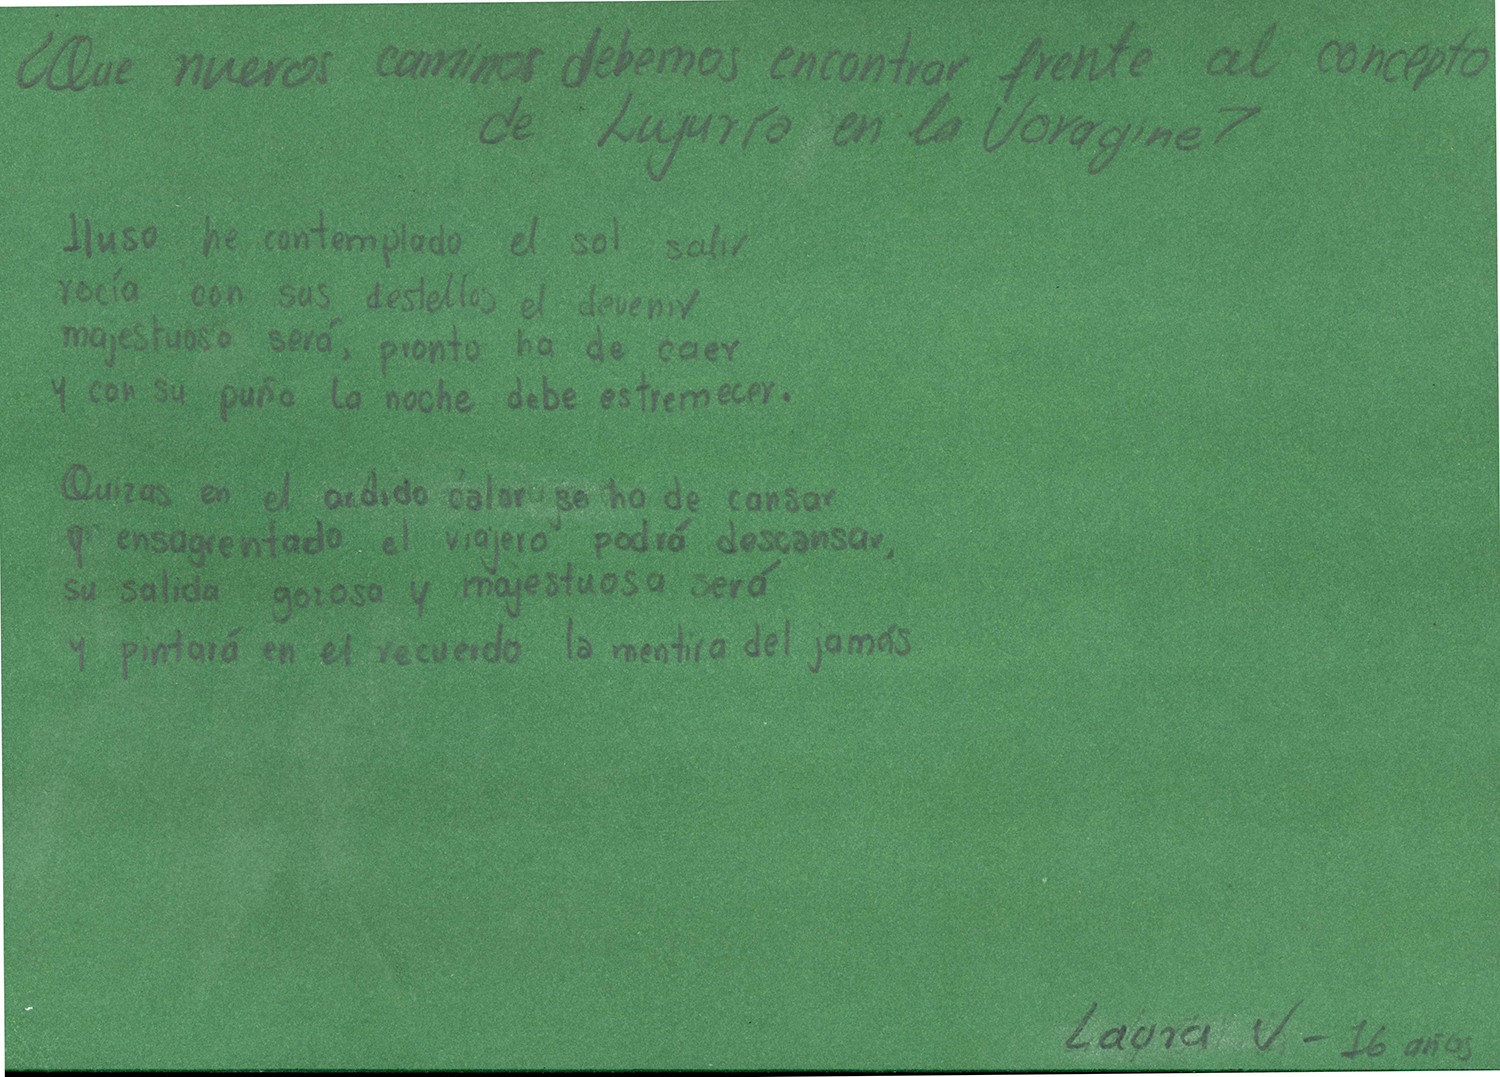 ¿Que nuevos caminos debemos encontrar frente al concepto
de Lujuria en la Voragine?
Iluso he contemplado el sol salir
rocía con sus destellos el devenir
majestuoso será, pronto ha de caer
y con su puño la noche debe estremecer.
Quizas en el ardido calor se ha de cansar
q' ensagrentado el viajero podrá descansar,
su salida gozosa y majestuosa será
y pintará en el recuerdo la mentira del jamás
Laura V - 16 años